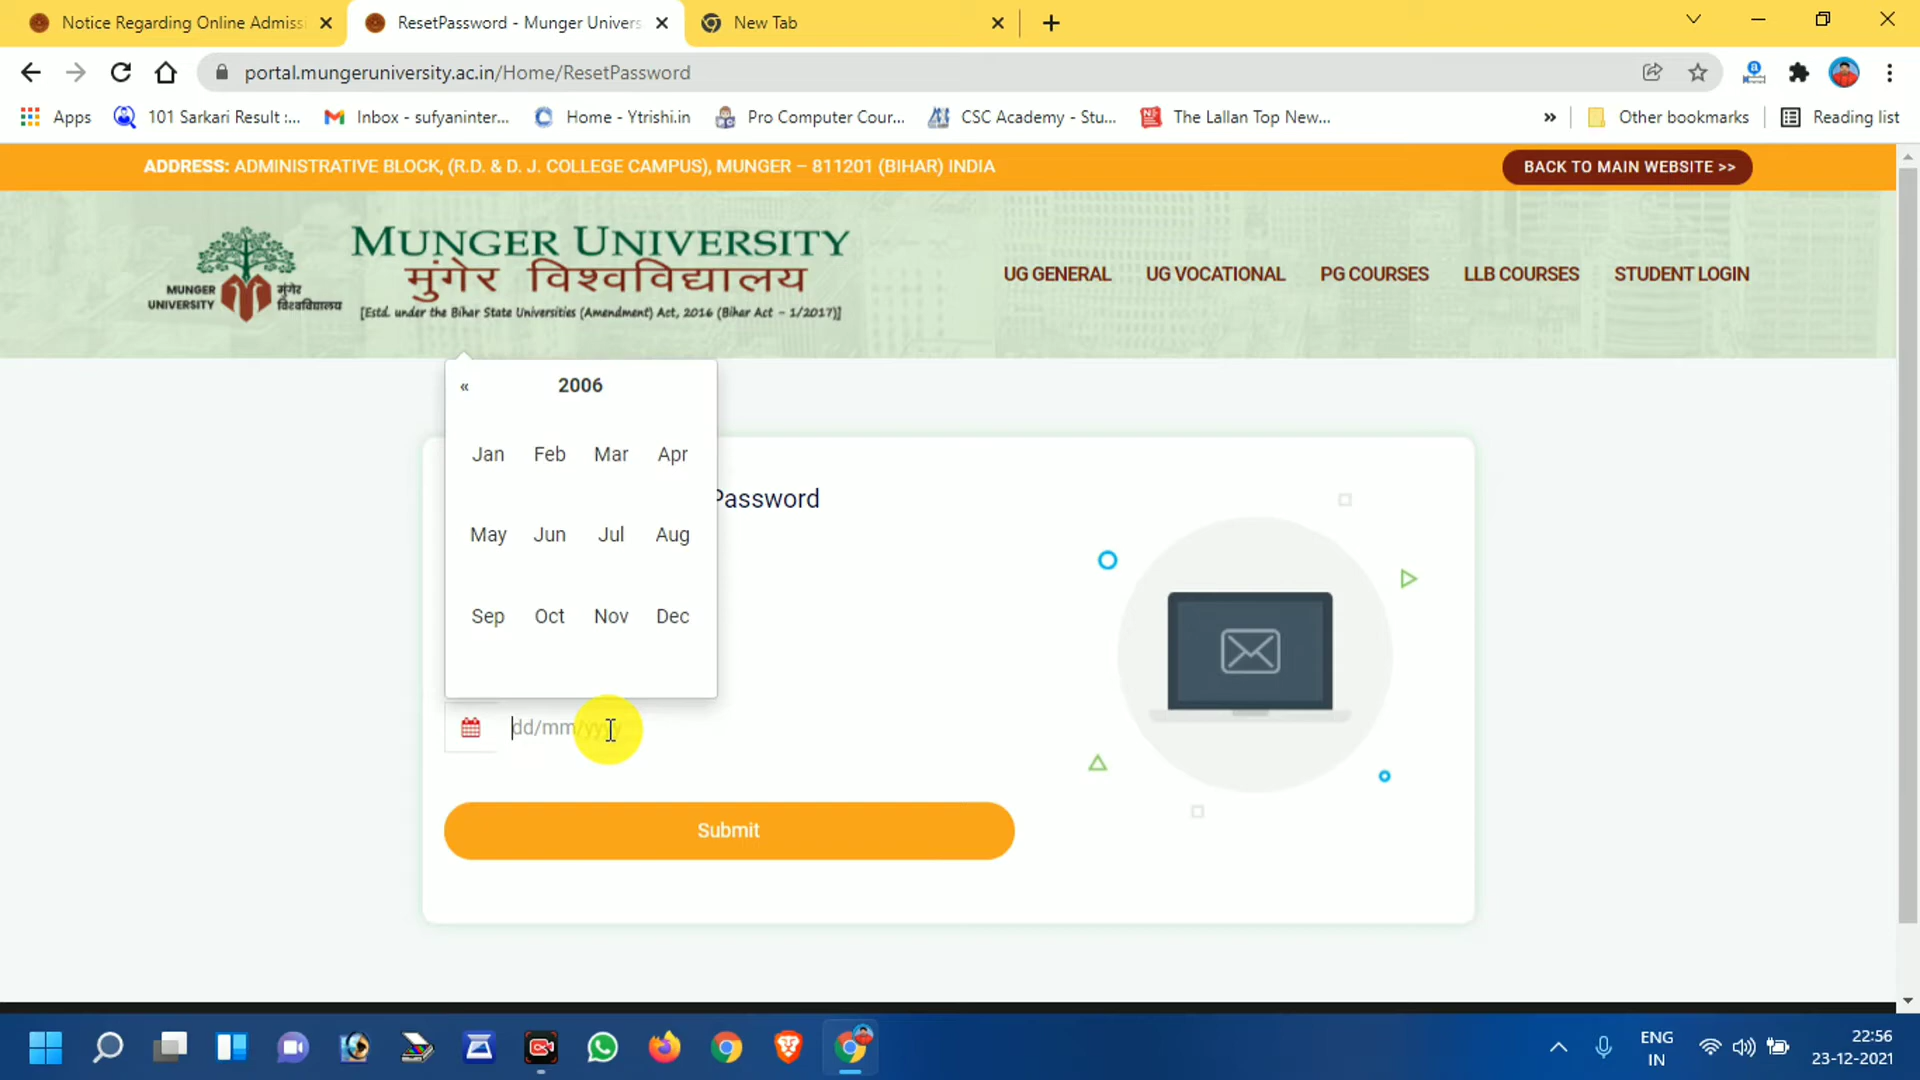 Notice Regarding Online Admiss
ResetPassword - Munger Univers
New Tab
portal.mungeruniversity.ac.in/Home/ResetPassword
Apps
101 Sarkari Result :...
Inbox - sufyaninter...
Home - Ytrishi.in
Pro Computer Cour...
CSC Academy - Stu...
The Lallan Top New...
»
Other bookmarks
Reading list
ADDRESS: ADMINISTRATIVE BLOCK, (R.D. & D. J. COLLEGE CAMPUS), MUNGER – 811201 (BIHAR) INDIA
BACK TO MAIN WEBSITE >>
MUNGER UNIVERSITY
मुंगेर विश्वविद्यालय
[Estd. under the Bihar State Universities (Amendment) Act, 2016 (Bihar Act – 1/2017)]
MUNGER
UNIVERSITY
मुंगेर
विश्वविद्यालय
UG GENERAL
UG VOCATIONAL
PG COURSES
LLB COURSES
STUDENT LOGIN
« 2006
Jan Feb Mar Apr
May Jun Jul Aug
Sep Oct Nov Dec
Password
dd/mm/yyyy
Submit
ENG
IN
22:56
23-12-2021